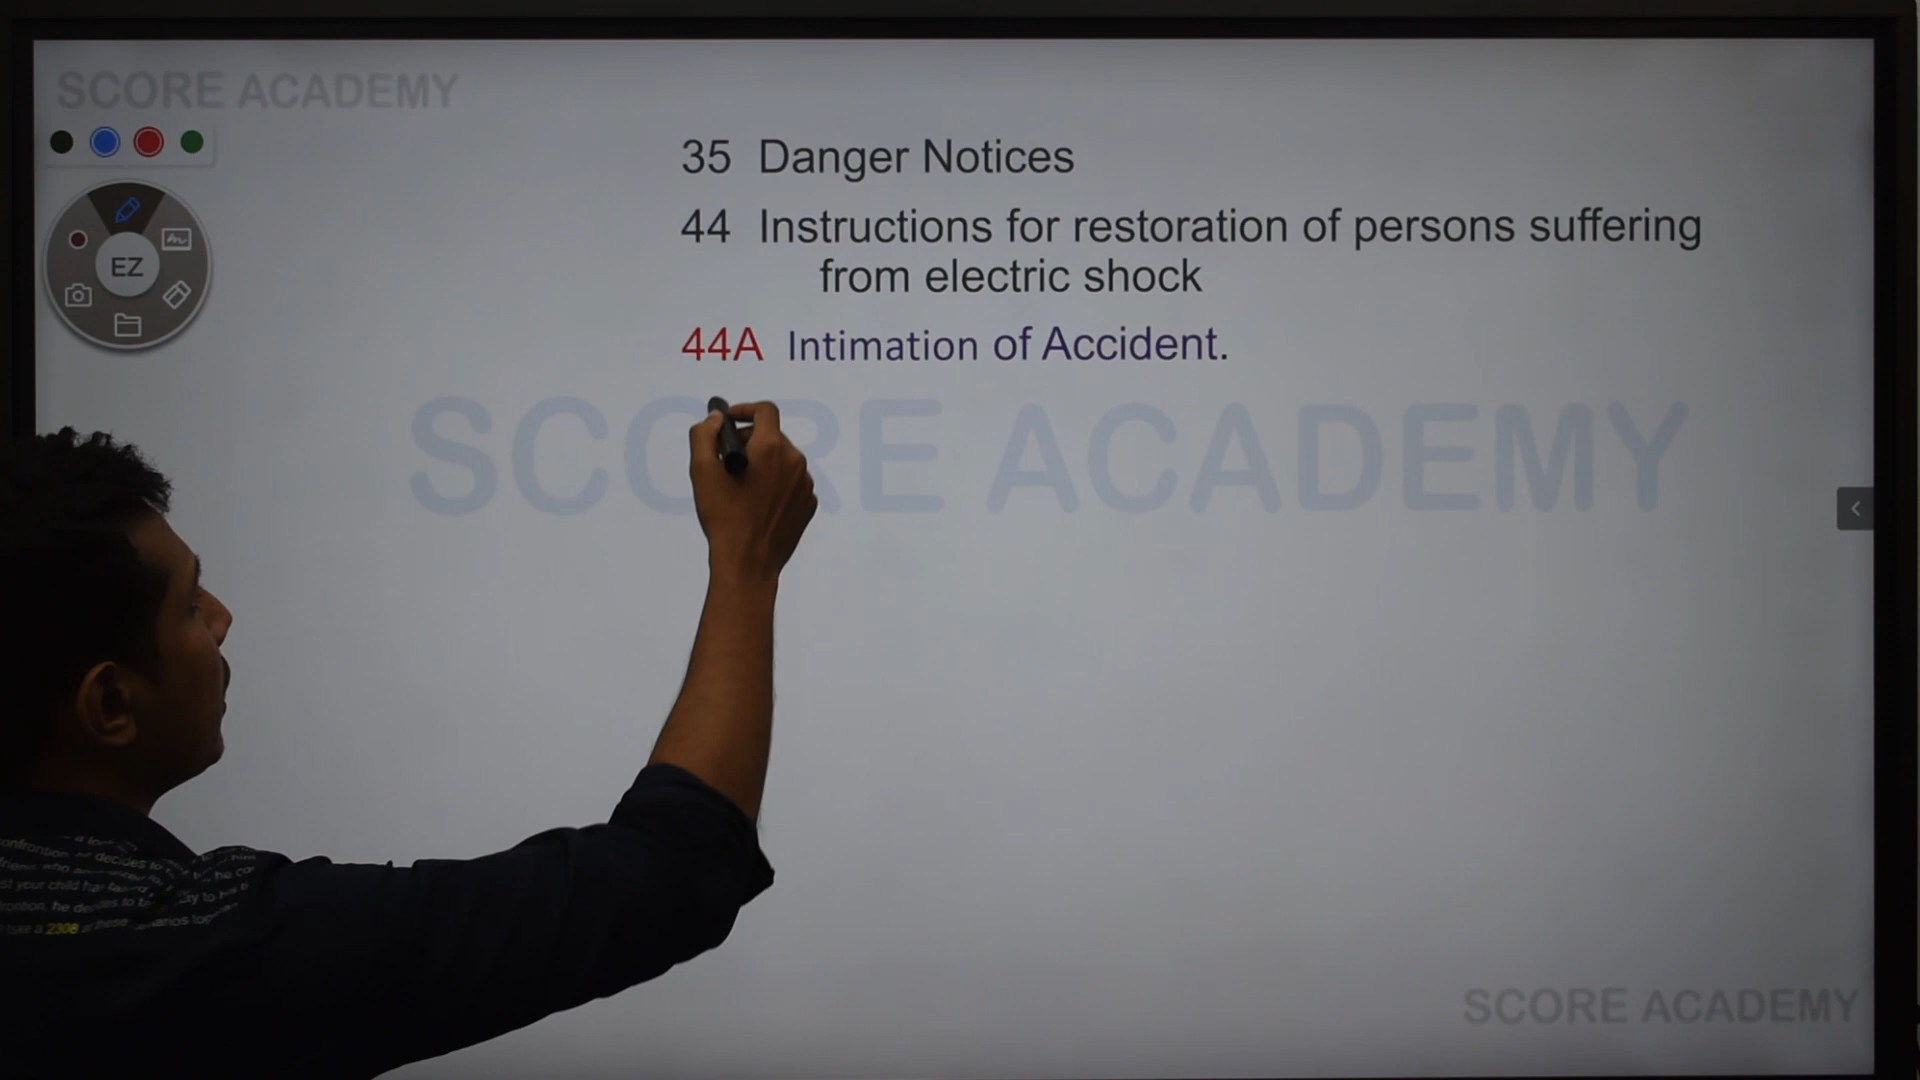 SCORE ACADEMY
35 Danger Notices
44 Instructions for restoration of persons suffering
from electric shock
EZ
44A Intimation of Accident.
SCORE ACADEMY
2308
SCORE ACADEMY